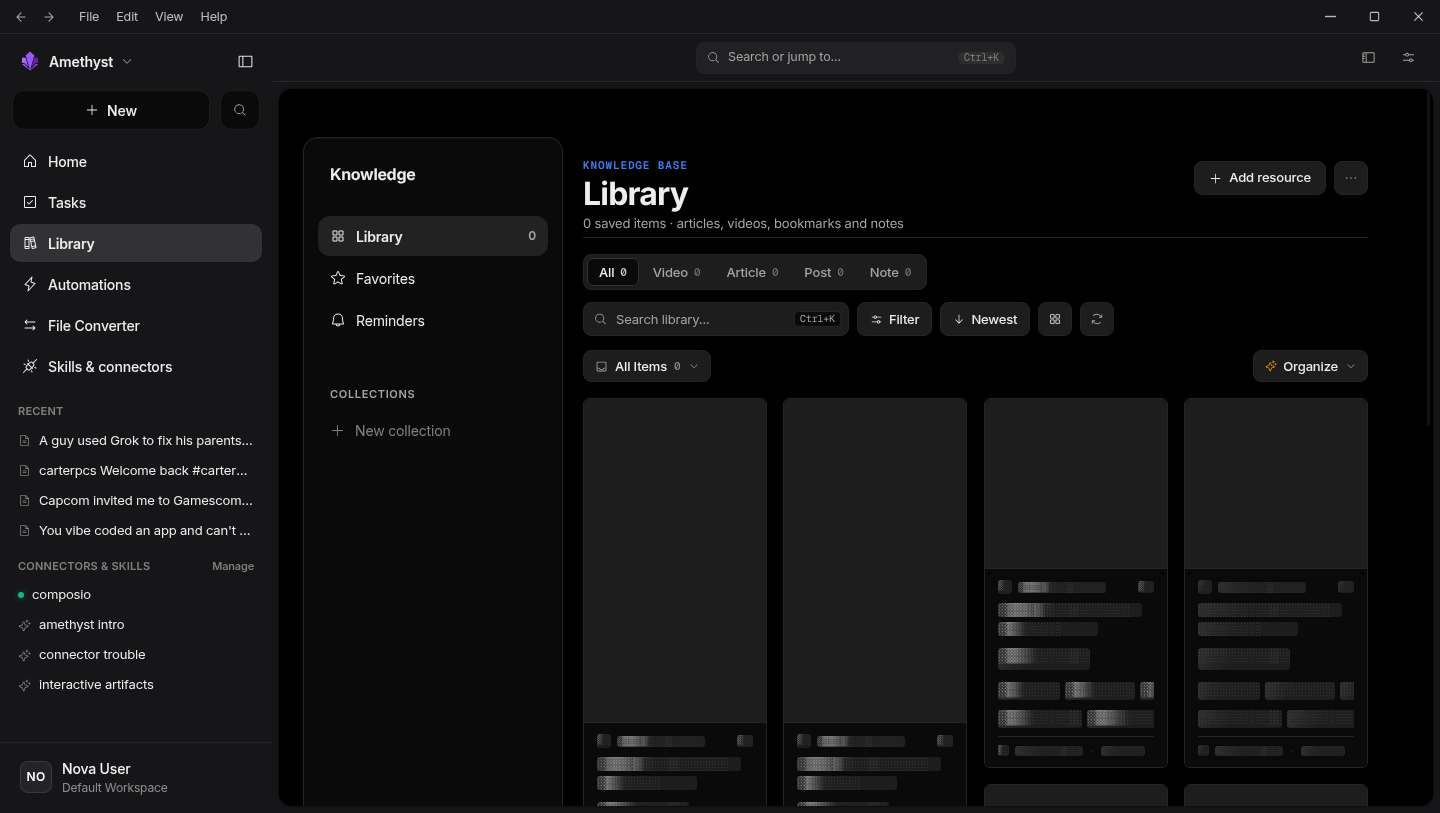 File Edit View Help
Amethyst
Search or jump to... Ctrl+K
New
Home
Tasks
Library
Automations
File Converter
Skills & connectors
RECENT
A guy used Grok to fix his parents...
carterpcs Welcome back #carter...
Capcom invited me to Gamescom...
You vibe coded an app and can't ...
CONNECTORS & SKILLS Manage
composio
amethyst intro
connector trouble
interactive artifacts
NO
Nova User
Default Workspace
Knowledge
Library 0
Favorites
Reminders
COLLECTIONS
New collection
KNOWLEDGE BASE
Library
0 saved items · articles, videos, bookmarks and notes
Add resource
All 0 Video 0 Article 0 Post 0 Note 0
Search library... Ctrl+K Filter Newest
All Items 0 Organize